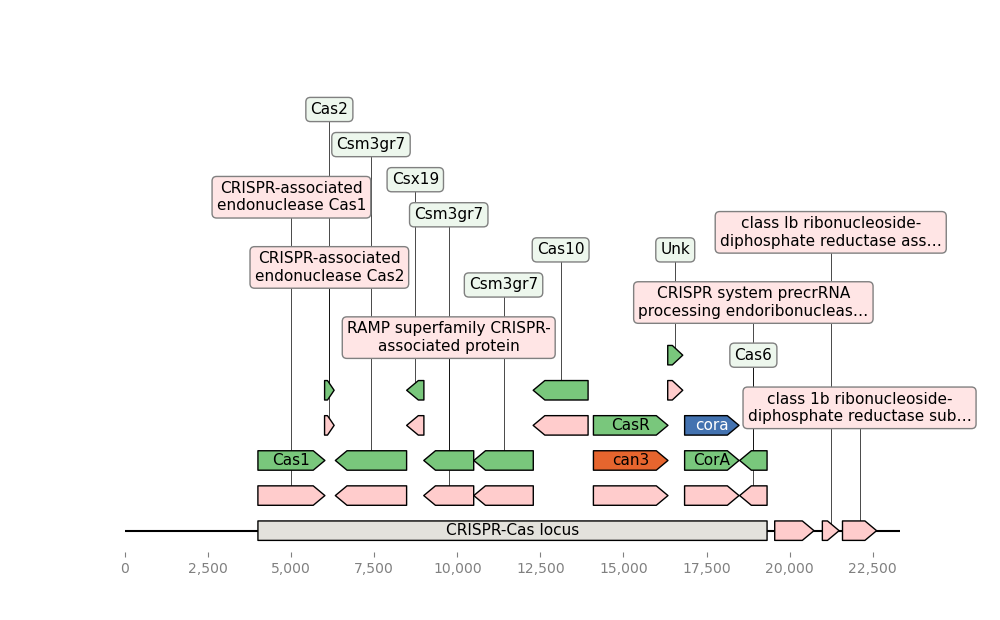 Cas2
Csm3gr7
CRISPR-associated
endonuclease Cas1
Csx19
Csm3gr7
class Ib ribonucleoside-
diphosphate reductase ass...
Cas10
Unk
CRISPR-associated
endonuclease Cas2
Csm3gr7
CRISPR system precrRNA
processing endoribonucleas...
RAMP superfamily CRISPR-
associated protein
Cas6
class 1b ribonucleoside-
diphosphate reductase sub...
CasR
cora
Cas1
can3
CorA
CRISPR-Cas locus
0
2,500
5,000
7,500
10,000
12,500
15,000
17,500
20,000
22,500